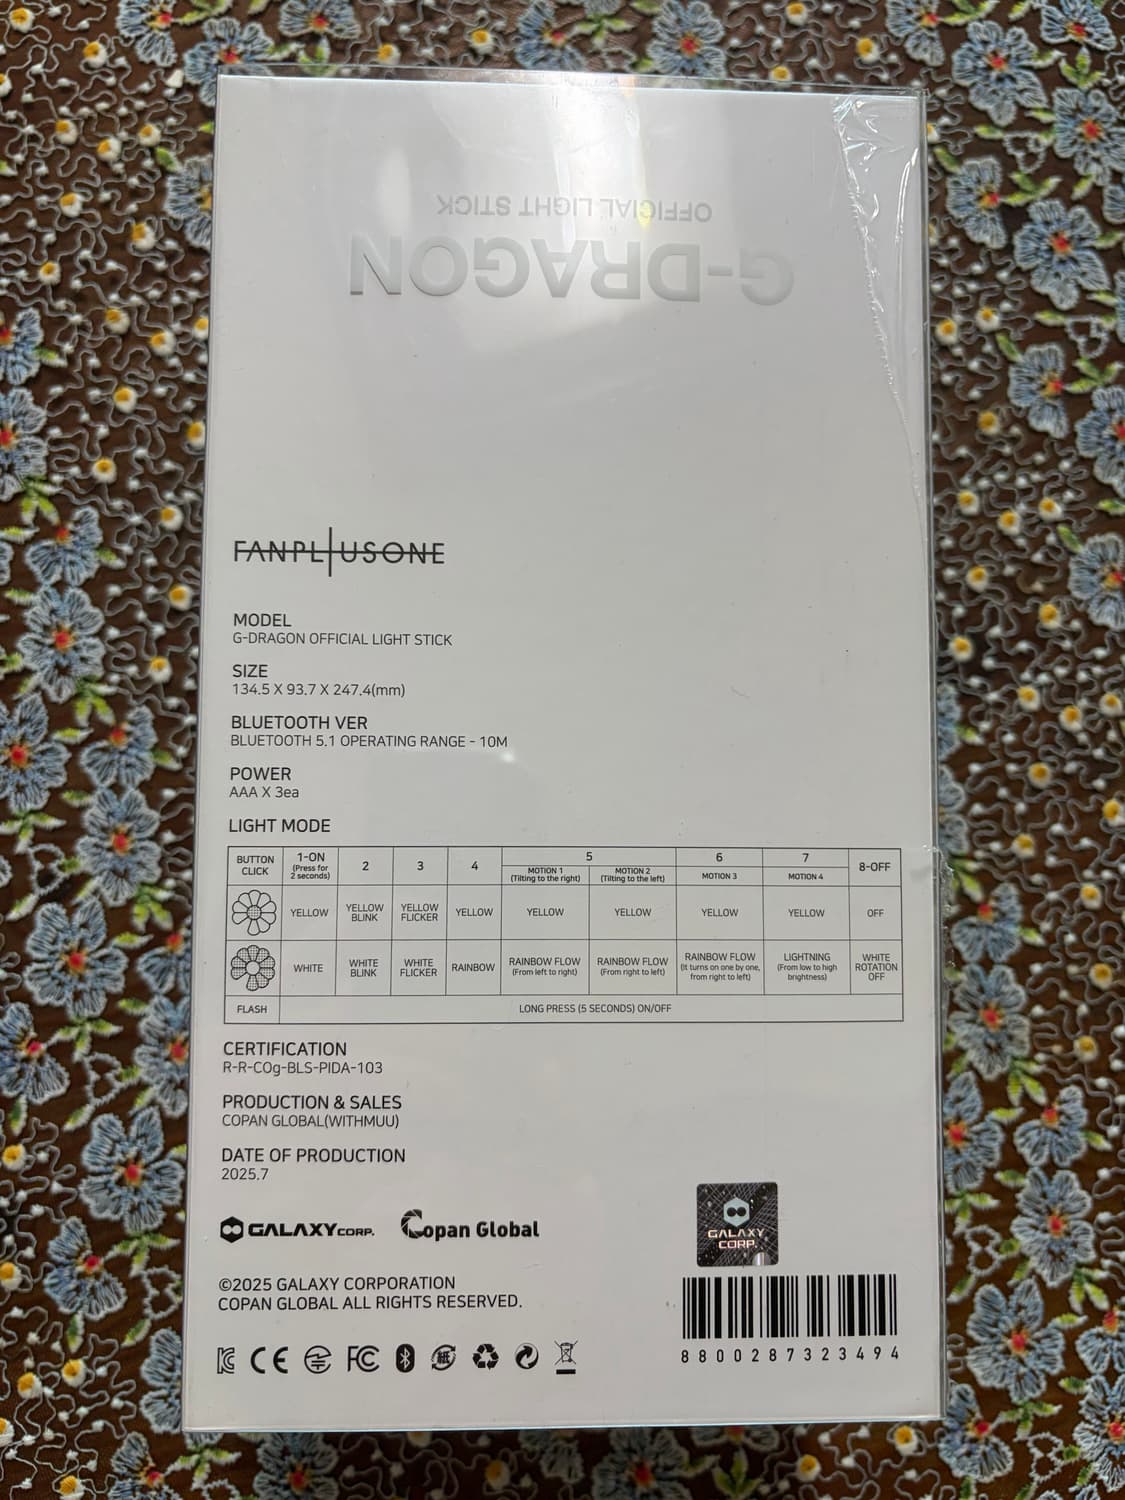 OFFICIAL LIGHT STICK
G-DRAGON
FANPLUSONE
MODEL
G-DRAGON OFFICIAL LIGHT STICK
SIZE
134.5 X 93.7 X 247.4(mm)
BLUETOOTH VER
BLUETOOTH 5.1 OPERATING RANGE - 10M
POWER
AAA X 3ea
LIGHT MODE
BUTTON CLICK 1-ON (Press for 2 seconds) 2 3 4 5 MOTION 1 (Tilting to the right) MOTION 2 (Tilting to the left) 6 MOTION 3 7 MOTION 4 8-OFF
YELLOW YELLOW BLINK YELLOW FLICKER YELLOW YELLOW YELLOW YELLOW YELLOW OFF
WHITE WHITE BLINK WHITE FLICKER RAINBOW RAINBOW FLOW (From left to right) RAINBOW FLOW (From right to left) RAINBOW FLOW (It turns on one by one, from right to left) LIGHTNING (From low to high brightness) WHITE ROTATION OFF
FLASH LONG PRESS (5 SECONDS) ON/OFF
CERTIFICATION
R-R-COg-BLS-PIDA-103
PRODUCTION & SALES
COPAN GLOBAL(WITHMUU)
DATE OF PRODUCTION
2025.7
GALAXY CORP. Copan Global
GALAXY
CORP.
©2025 GALAXY CORPORATION
COPAN GLOBAL ALL RIGHTS RESERVED.
CE FC 紙
8800287323494